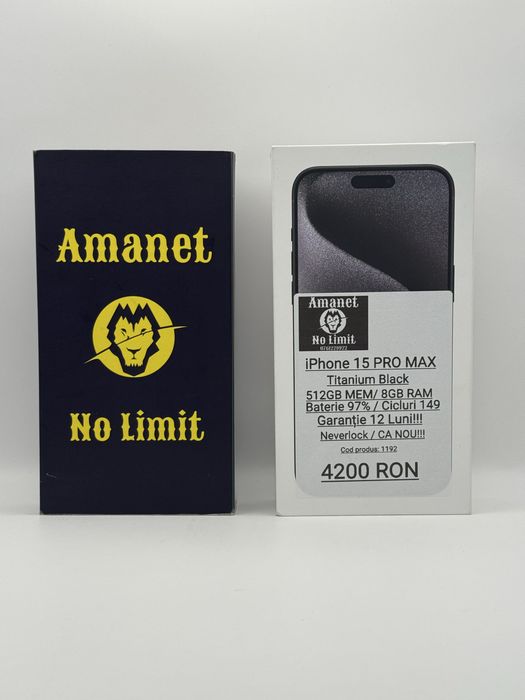 Amanet
No Limit
Amanet
No Limit
iPhone 15 PRO MAX
Titanium Black
512GB MEM/ 8GB RAM
Baterie 97% / Cicluri 149
Garanție 12 Luni!!!
Neverlock / CA NOU!!!
Cod produs: 1192
4200 RON